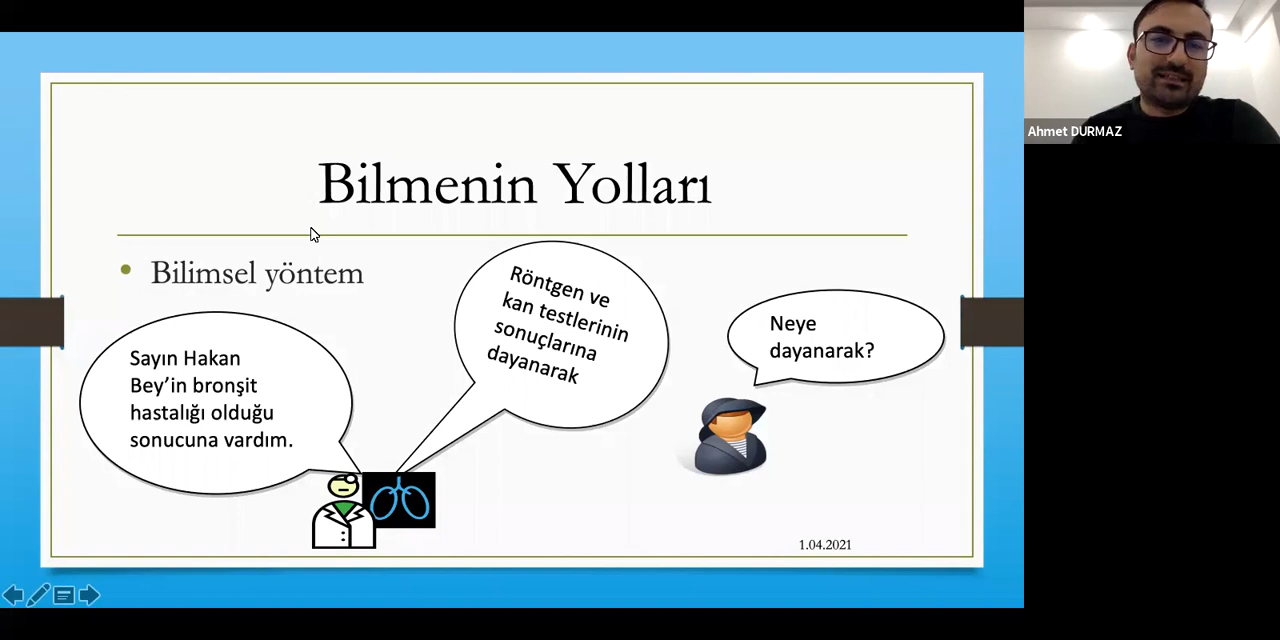 Ahmet DURMAZ
Bilmenin Yolları
• Bilimsel yöntem
Sayın Hakan
Bey’in bronşit
hastalığı olduğu
sonucuna vardım.
Röntgen ve
kan testlerinin
sonuçlarına
dayanarak
Neye
dayanarak?
1.04.2021